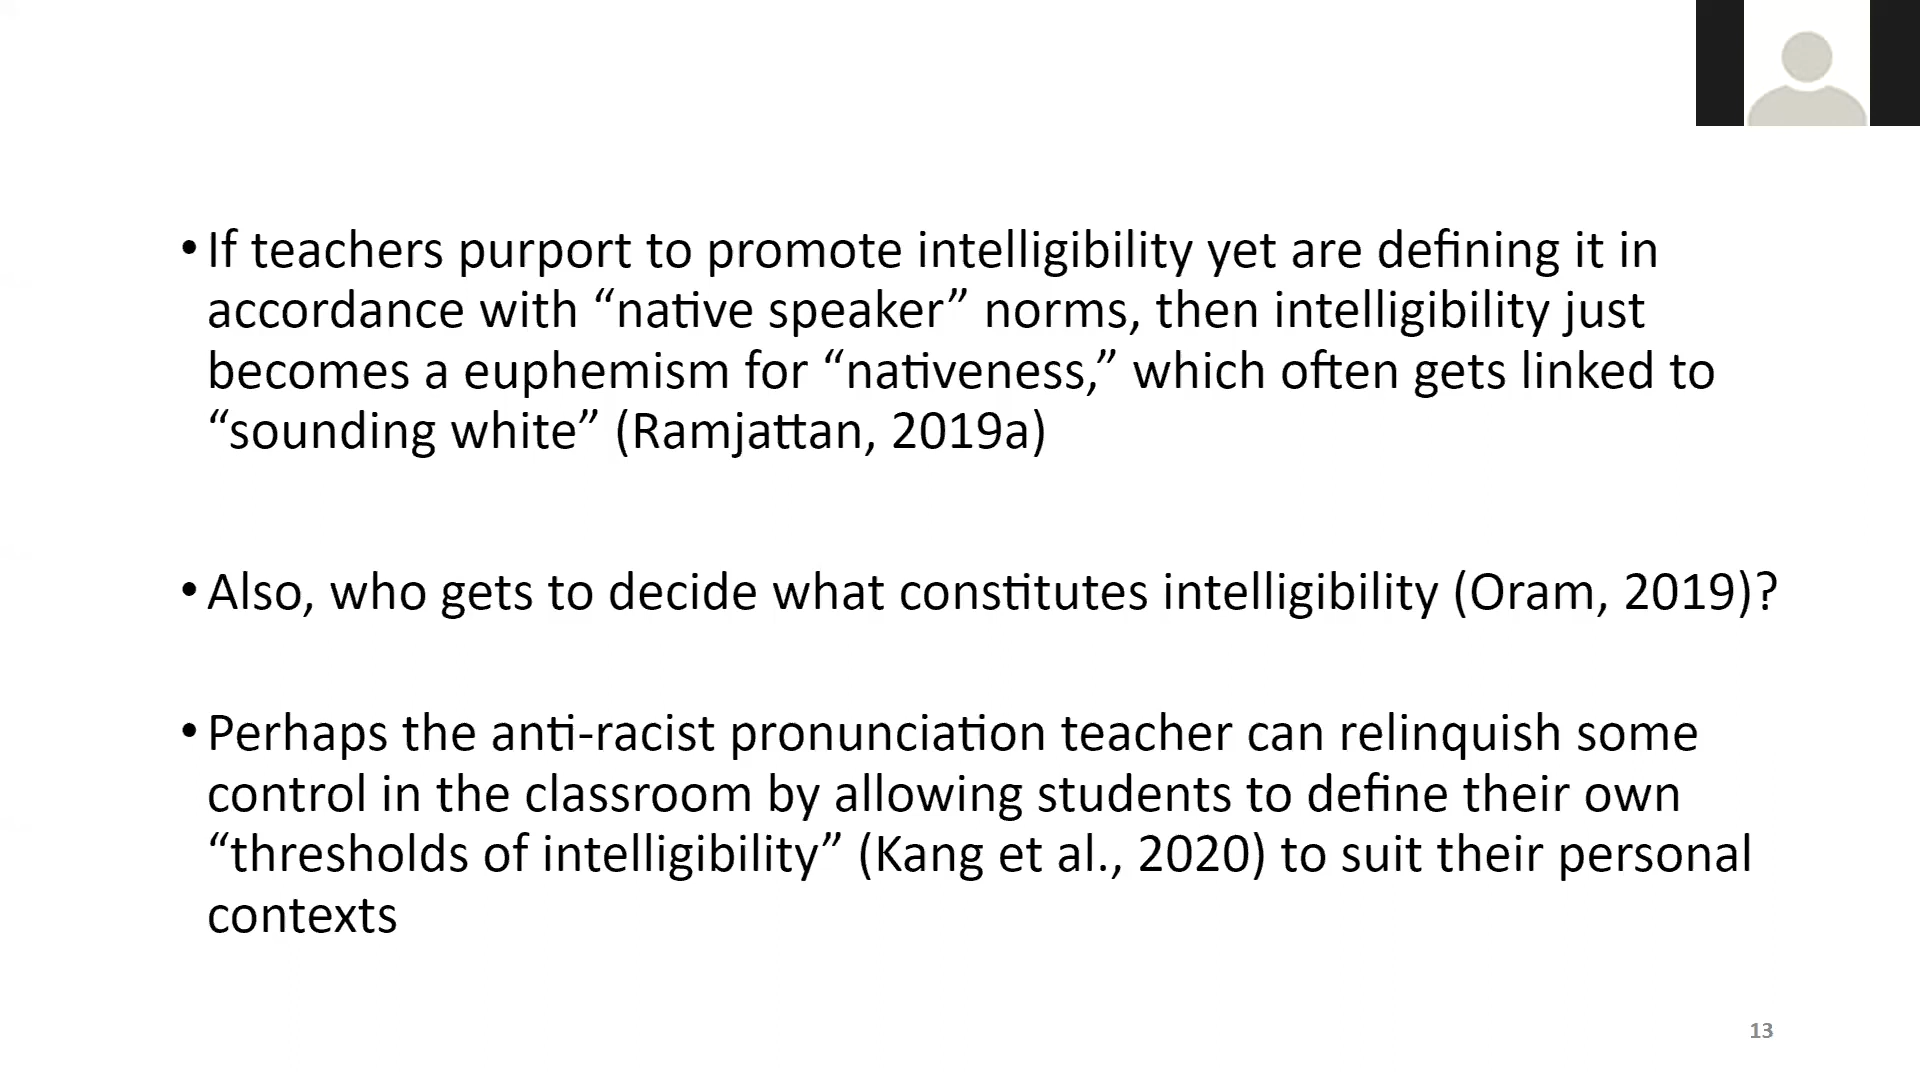 • If teachers purport to promote intelligibility yet are defining it in
accordance with “native speaker” norms, then intelligibility just
becomes a euphemism for “nativeness,” which often gets linked to
“sounding white” (Ramjattan, 2019a)
• Also, who gets to decide what constitutes intelligibility (Oram, 2019)?
• Perhaps the anti-racist pronunciation teacher can relinquish some
control in the classroom by allowing students to define their own
“thresholds of intelligibility” (Kang et al., 2020) to suit their personal
contexts
13